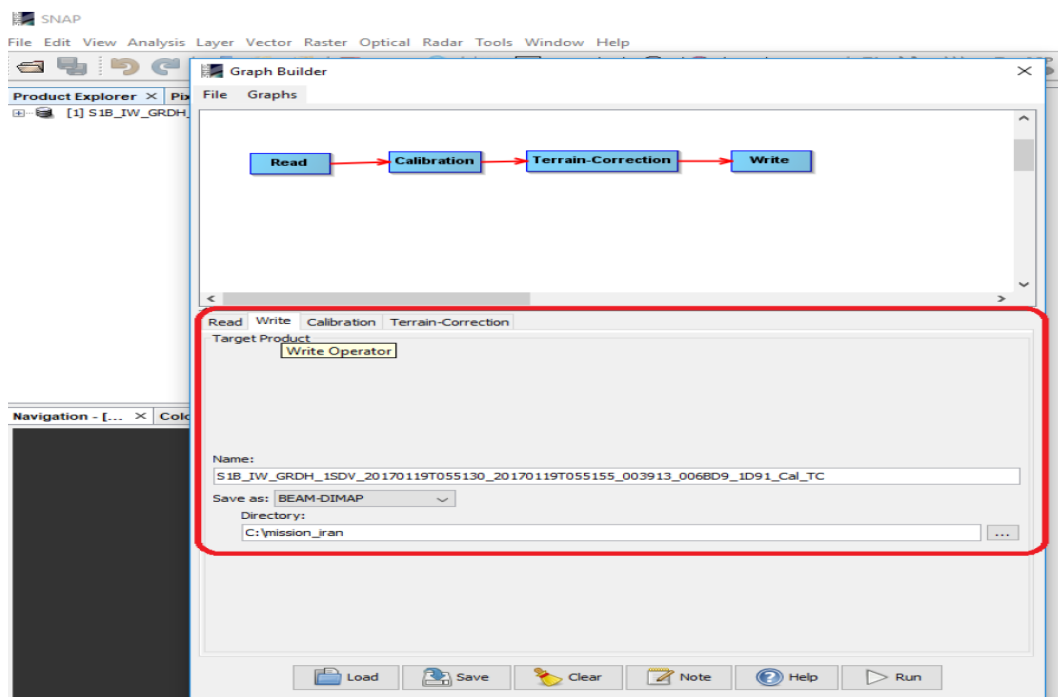 SNAP
File Edit View Analysis Layer Vector Raster Optical Radar Tools Window Help
Graph Builder
Product Explorer Pix
File Graphs
[1] S1B_IW_GRDH_
Read Calibration Terrain-Correction Write
Read Write Calibration Terrain-Correction
Target Product
Write Operator
Navigation - [... Colo
Name:
S1B_IW_GRDH_1SDV_20170119T055130_20170119T055155_003913_006BD9_1D91_Cal_TC
Save as: BEAM-DIMAP
Directory:
C:\mission_iran
...
Load Save Clear Note Help Run